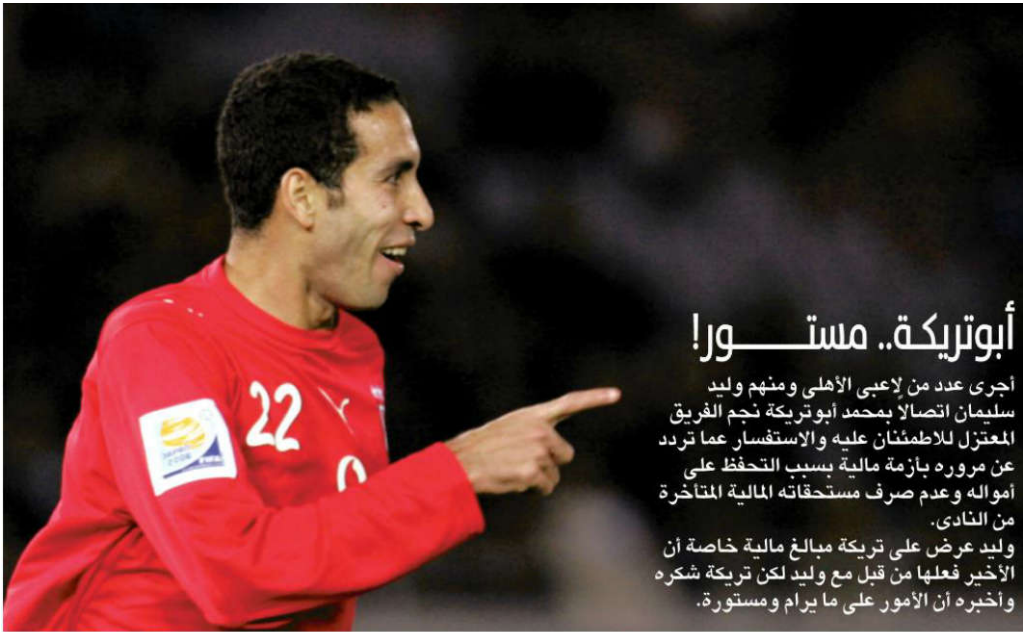 أبوتريكة.. مستـــــور!
أجرى عدد من لاعبى الأهلى ومنهم وليد
سليمان اتصالاً بمحمد أبوتريكة نجم الفريق
المعتزل للاطمئنان عليه والاستفسار عما تردد
عن مروره بأزمة مالية بسبب التحفظ على
أمواله وعدم صرف مستحقاته المالية المتأخرة
من النادى.
وليد عرض على تريكة مبالغ مالية خاصة أن
الأخير فعلها من قبل مع وليد لكن تريكة شكره
وأخبره أن الأمور على ما يرام ومستورة.
22
FIFA